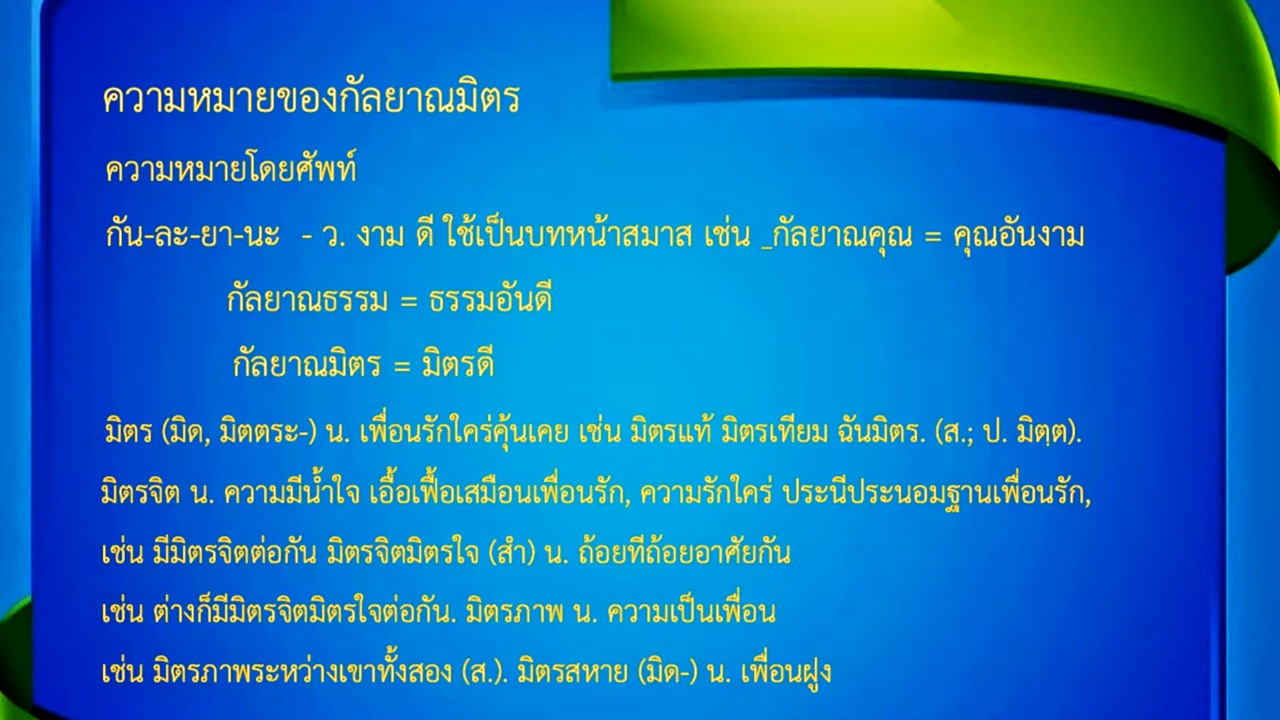 ความหมายของกัลยาณมิตร
ความหมายโดยศัพท์
กัน-ละ-ยา-นะ - ว. งาม ดี ใช้เป็นบทหน้าสมาส เช่น _กัลยาณคุณ = คุณอันงาม
กัลยาณธรรม = ธรรมอันดี
กัลยาณมิตร = มิตรดี
มิตร (มิด, มิตตระ-) น. เพื่อนรักใคร่คุ้นเคย เช่น มิตรแท้ มิตรเทียม ฉันมิตร. (ส.; ป. มิตฺต).
มิตรจิต น. ความมีน้ำใจ เอื้อเฟื้อเสมือนเพื่อนรัก, ความรักใคร่ ประนีประนอมฐานเพื่อนรัก,
เช่น มีมิตรจิตต่อกัน มิตรจิตมิตรใจ (สำ) น. ถ้อยทีถ้อยอาศัยกัน
เช่น ต่างก็มีมิตรจิตมิตรใจต่อกัน. มิตรภาพ น. ความเป็นเพื่อน
เช่น มิตรภาพระหว่างเขาทั้งสอง (ส.). มิตรสหาย (มิด-) น. เพื่อนฝูง